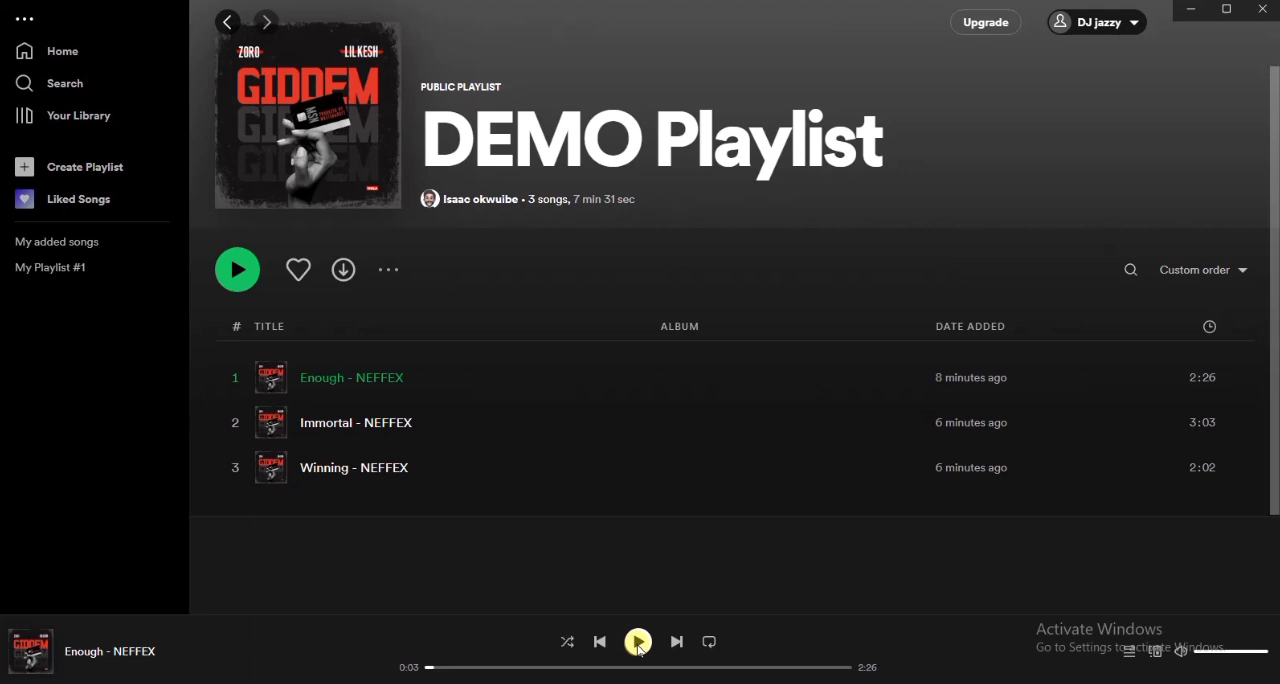 DJ jazzy
Upgrade
Home
Search
Your Library
Create Playlist
Liked Songs
My added songs
My Playlist #1
ZORO LIL KESH
GIDDEM
PUBLIC PLAYLIST
DEMO Playlist
Isaac okwuibe • 3 songs, 7 min 31 sec
Custom order
# TITLE ALBUM DATE ADDED
1 Enough - NEFFEX 8 minutes ago 2:26
2 Immortal - NEFFEX 6 minutes ago 3:03
3 Winning - NEFFEX 6 minutes ago 2:02
Enough - NEFFEX
0:03 2:26
Activate Windows
Go to Settings to activate Windows.